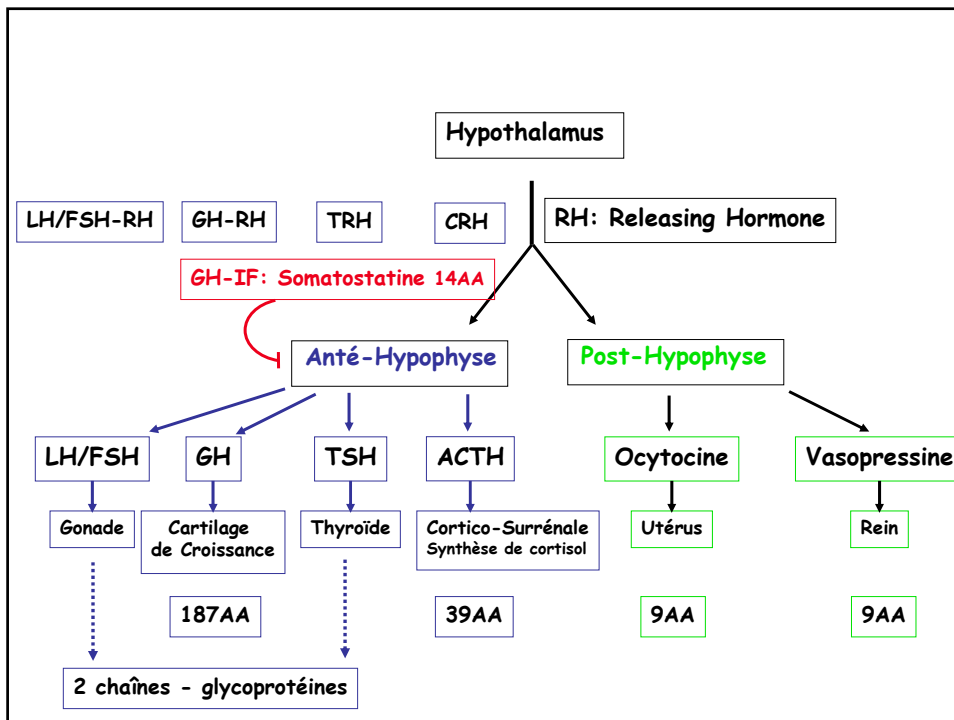 Hypothalamus
LH/FSH-RH
GH-RH
TRH
CRH
RH: Releasing Hormone
GH-IF: Somatostatine 14AA
Anté-Hypophyse
Post-Hypophyse
LH/FSH
GH
TSH
ACTH
Ocytocine
Vasopressine
Gonade
Cartilage
de Croissance
Thyroïde
Cortico-Surrénale
Synthèse de cortisol
Utérus
Rein
187AA
39AA
9AA
9AA
2 chaînes - glycoprotéines